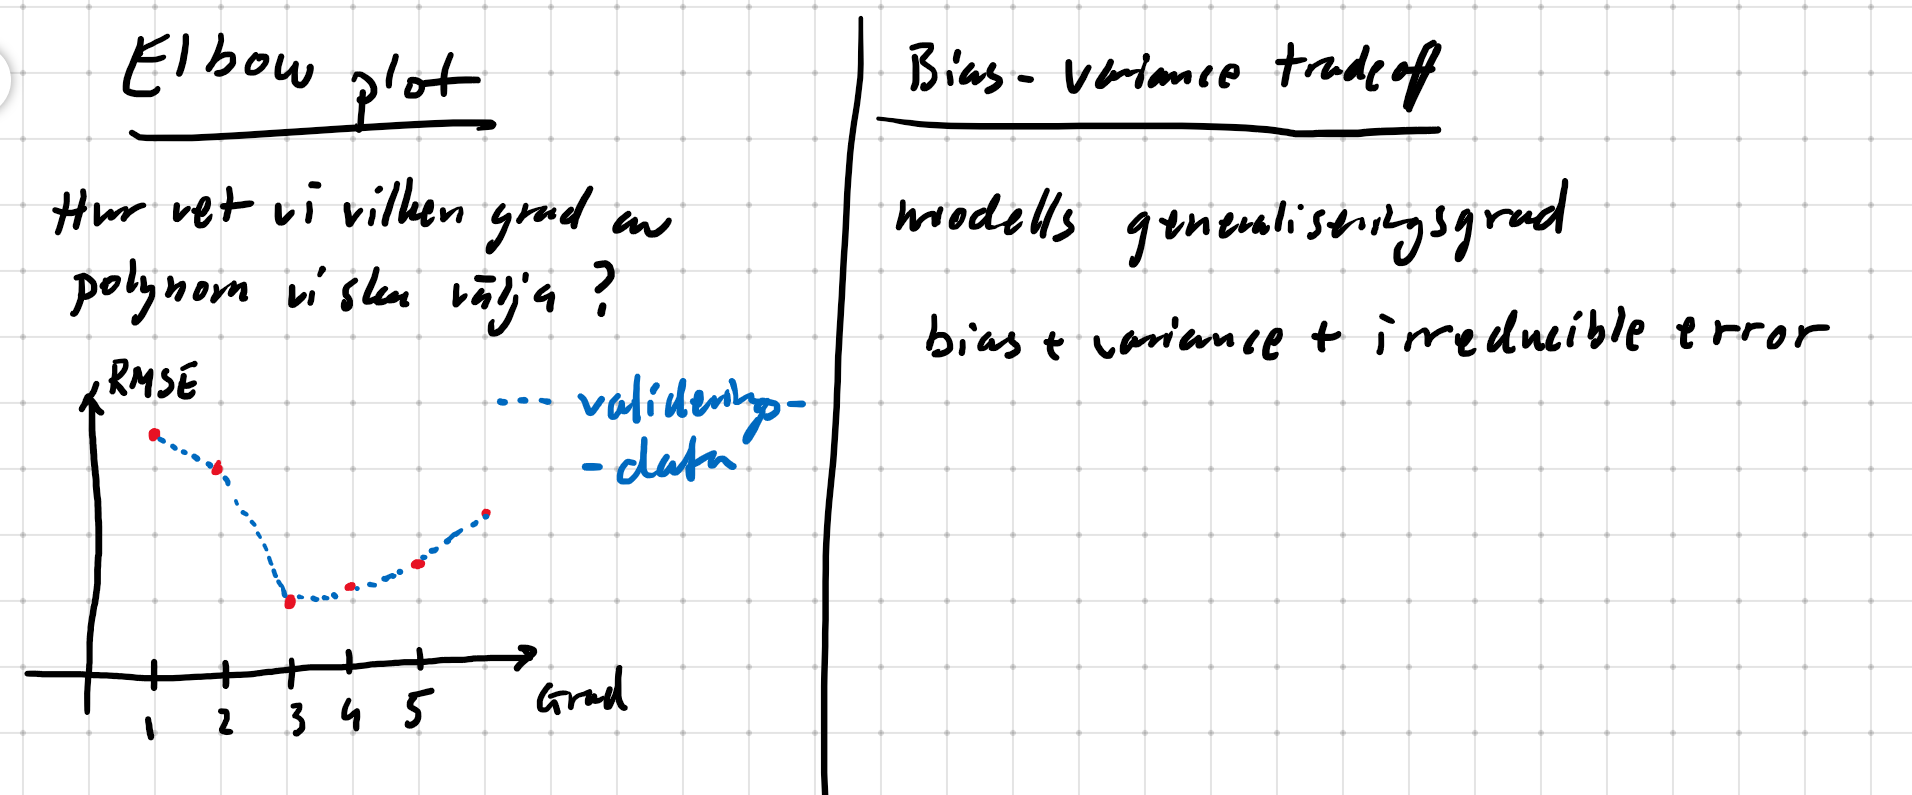 Elbow plot
Hur vet vi vilken grad av
polynom vi ska välja?
RMSE
validerings-
-data
1 2 3 4 5
Grad
Bias-variance tradeoff
modells generaliseringsgrad
bias + variance + irreducible error